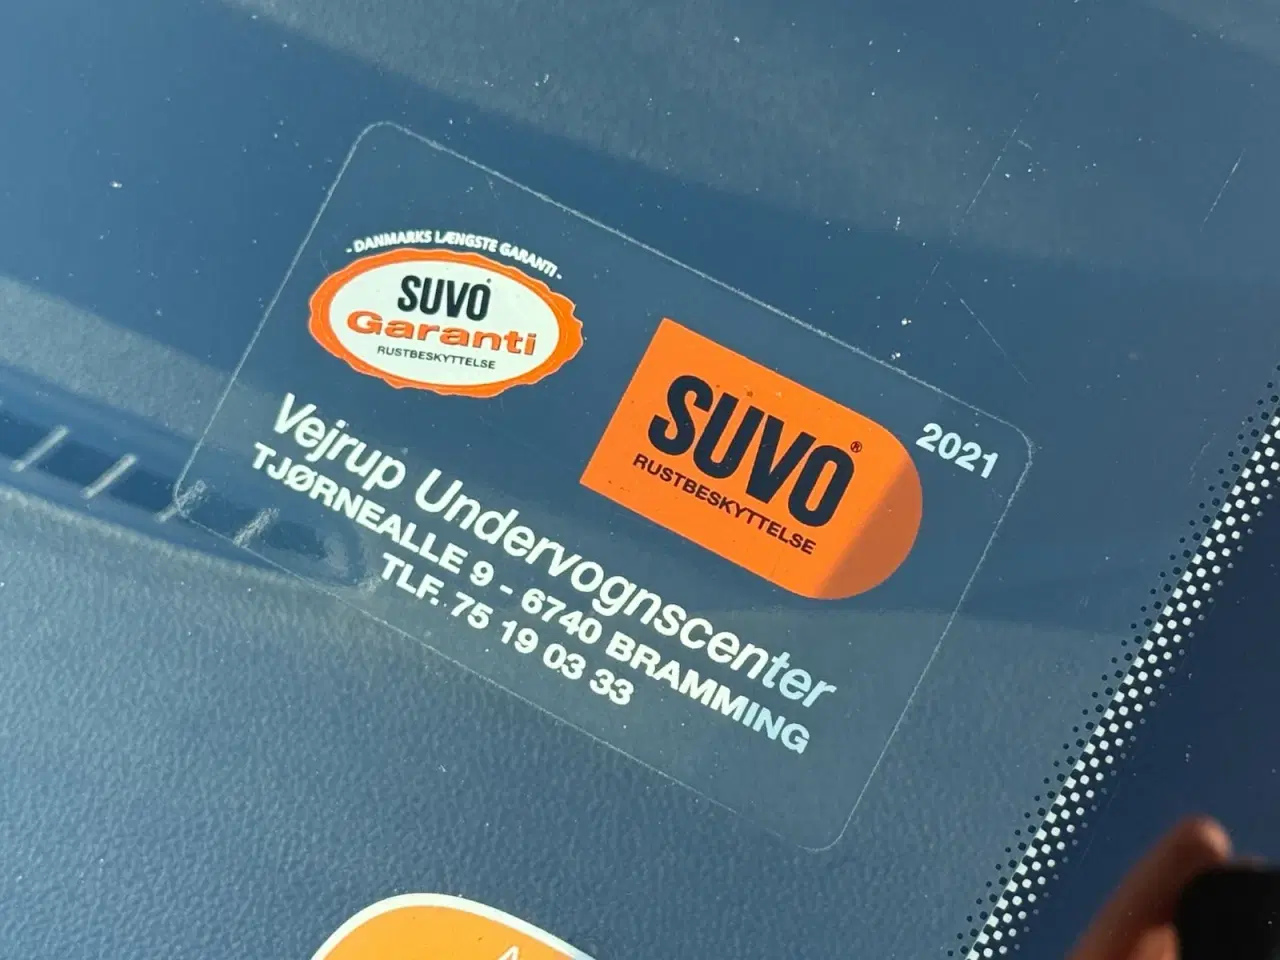 - DANMARKS LÆNGSTE GARANTI -
SUVO
Garanti
RUSTBESKYTTELSE
SUVO®
RUSTBESKYTTELSE
2021
Vejrup Undervognscenter
TJØRNEALLE 9 - 6740 BRAMMING
TLF. 75 19 03 33